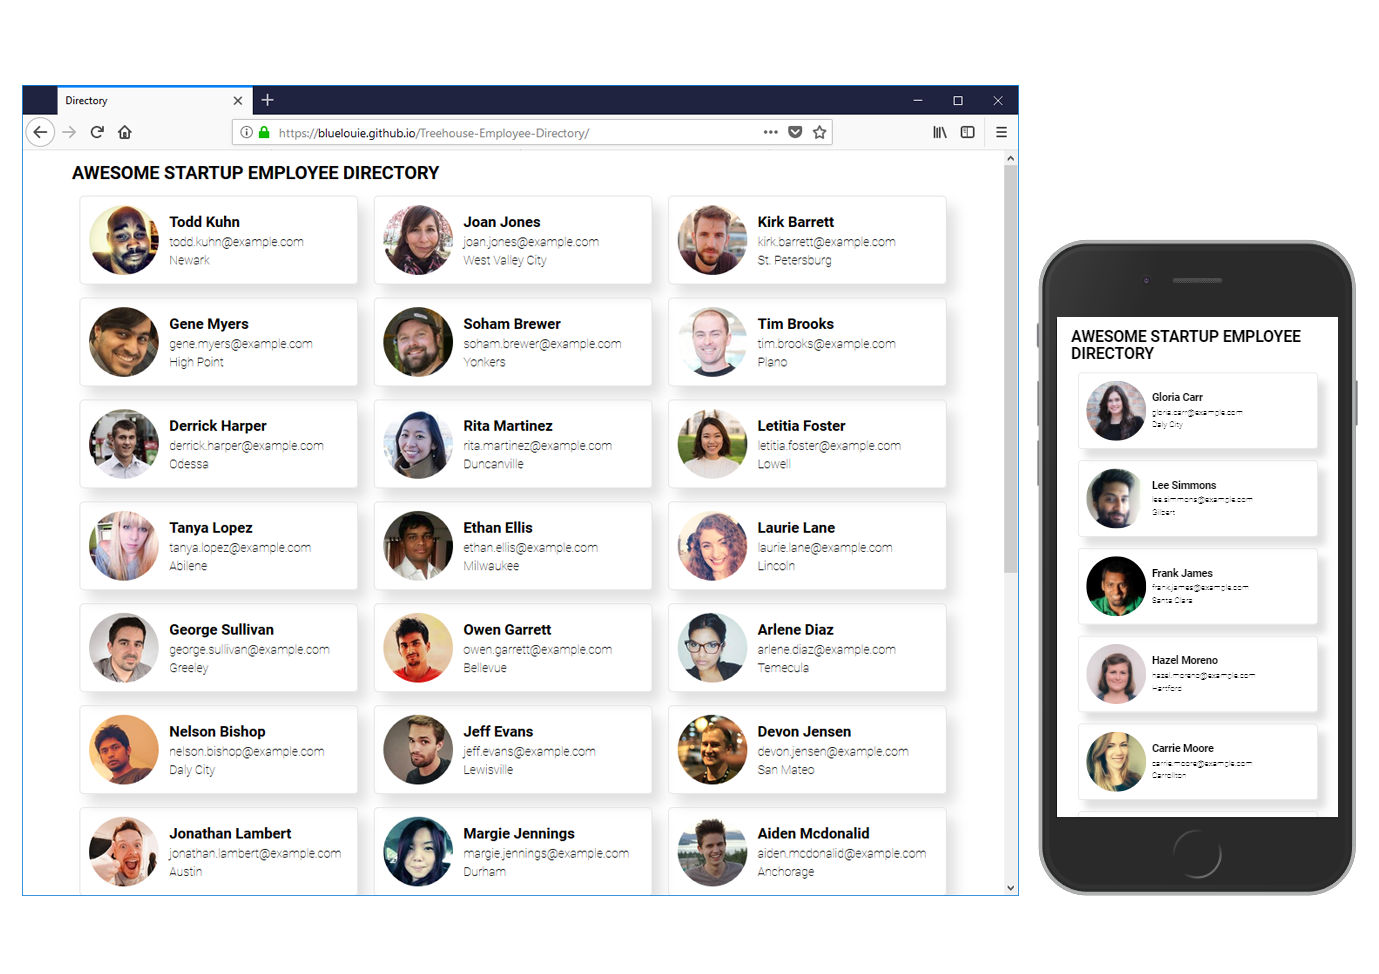 Directory
https://bluelouie.github.io/Treehouse-Employee-Directory/
AWESOME STARTUP EMPLOYEE DIRECTORY
Todd Kuhn
todd.kuhn@example.com
Newark
Joan Jones
joan.jones@example.com
West Valley City
Kirk Barrett
kirk.barrett@example.com
St. Petersburg
Gene Myers
gene.myers@example.com
High Point
Soham Brewer
soham.brewer@example.com
Yonkers
Tim Brooks
tim.brooks@example.com
Plano
Derrick Harper
derrick.harper@example.com
Odessa
Rita Martinez
rita.martinez@example.com
Duncanville
Letitia Foster
letitia.foster@example.com
Lowell
Tanya Lopez
tanya.lopez@example.com
Abilene
Ethan Ellis
ethan.ellis@example.com
Milwaukee
Laurie Lane
laurie.lane@example.com
Lincoln
George Sullivan
george.sullivan@example.com
Greeley
Owen Garrett
owen.garrett@example.com
Bellevue
Arlene Diaz
arlene.diaz@example.com
Temecula
Nelson Bishop
nelson.bishop@example.com
Daly City
Jeff Evans
jeff.evans@example.com
Lewisville
Devon Jensen
devon.jensen@example.com
San Mateo
Jonathan Lambert
jonathan.lambert@example.com
Austin
Margie Jennings
margie.jennings@example.com
Durham
Aiden Mcdonalid
aiden.mcdonalid@example.com
Anchorage
AWESOME STARTUP EMPLOYEE
DIRECTORY
Gloria Carr
gloria.carr@example.com
Daly City
Lee Simmons
lee.simmons@example.com
Gilbert
Frank James
frank.james@example.com
Santa Clara
Hazel Moreno
hazel.moreno@example.com
Hartford
Carrie Moore
carrie.moore@example.com
Carrollton